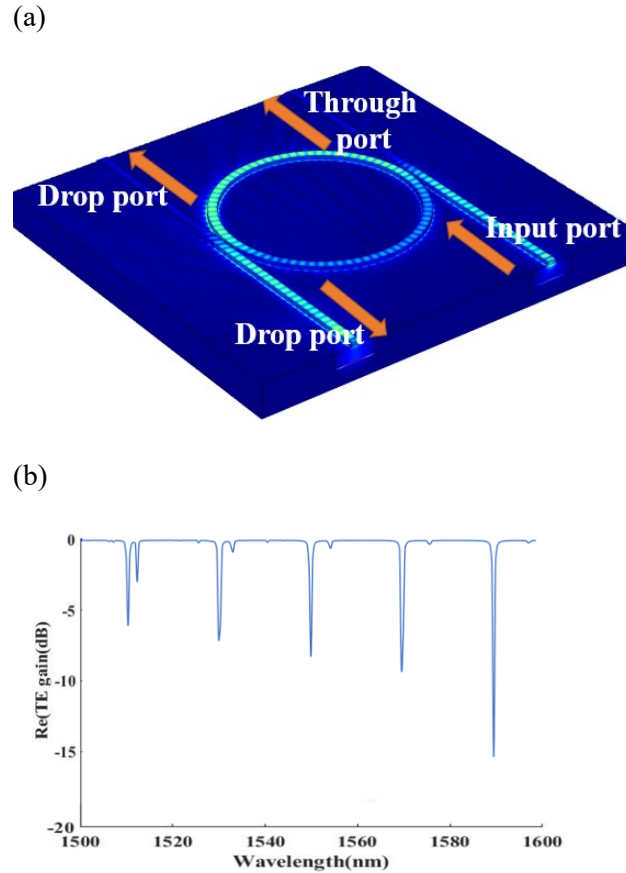 (a)
Through
port
Drop port
Input port
Drop port
(b)
0
-5
-10
-15
-20
Re(TE gain(dB)
1500
1520
1540
1560
1580
1600
Wavelength(nm)